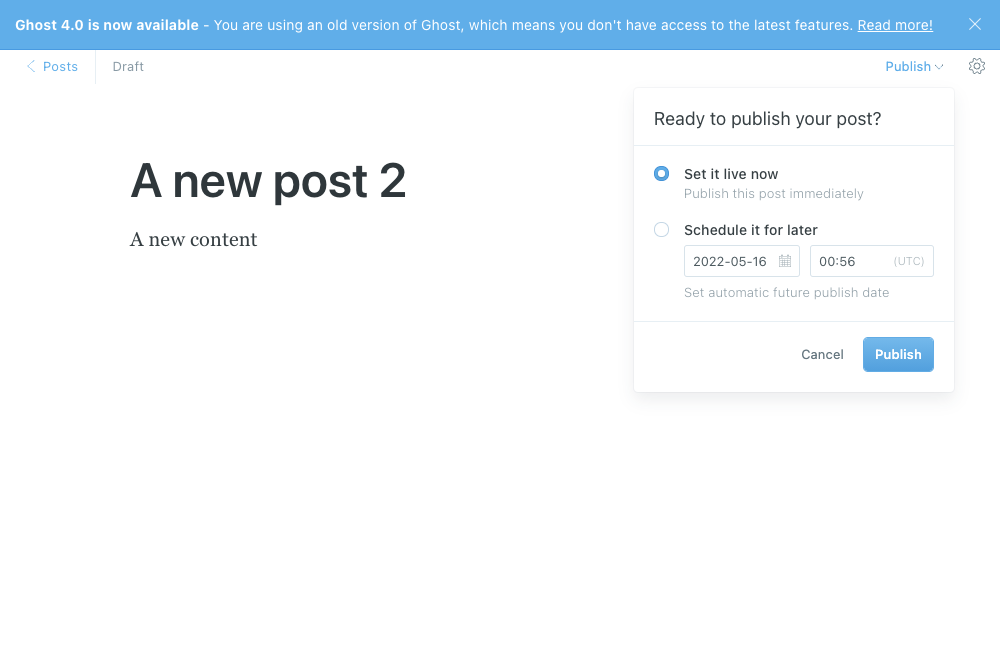 Ghost 4.0 is now available - You are using an old version of Ghost, which means you don't have access to the latest features. Read more!
Posts
Draft
Publish
Ready to publish your post?
A new post 2
A new content
Set it live now
Publish this post immediately
Schedule it for later
2022-05-16
00:56
(UTC)
Set automatic future publish date
Cancel
Publish